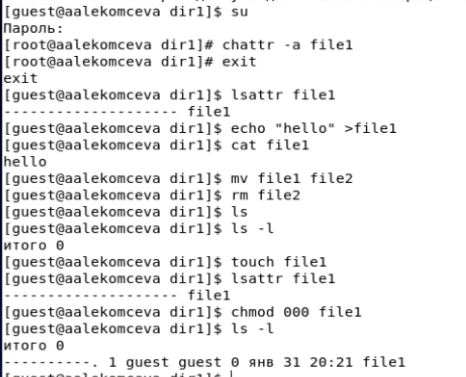 [guest@aalekomceva dir1]$ su
Пароль:
[root@aalekomceva dir1]# chattr -a file1
[root@aalekomceva dir1]# exit
exit
[guest@aalekomceva dir1]$ lsattr file1
-------------------- file1
[guest@aalekomceva dir1]$ echo "hello" >file1
[guest@aalekomceva dir1]$ cat file1
hello
[guest@aalekomceva dir1]$ mv file1 file2
[guest@aalekomceva dir1]$ rm file2
[guest@aalekomceva dir1]$ ls
[guest@aalekomceva dir1]$ ls -l
итого 0
[guest@aalekomceva dir1]$ touch file1
[guest@aalekomceva dir1]$ lsattr file1
-------------------- file1
[guest@aalekomceva dir1]$ chmod 000 file1
[guest@aalekomceva dir1]$ ls -l
итого 0
----------. 1 guest guest 0 янв 31 20:21 file1